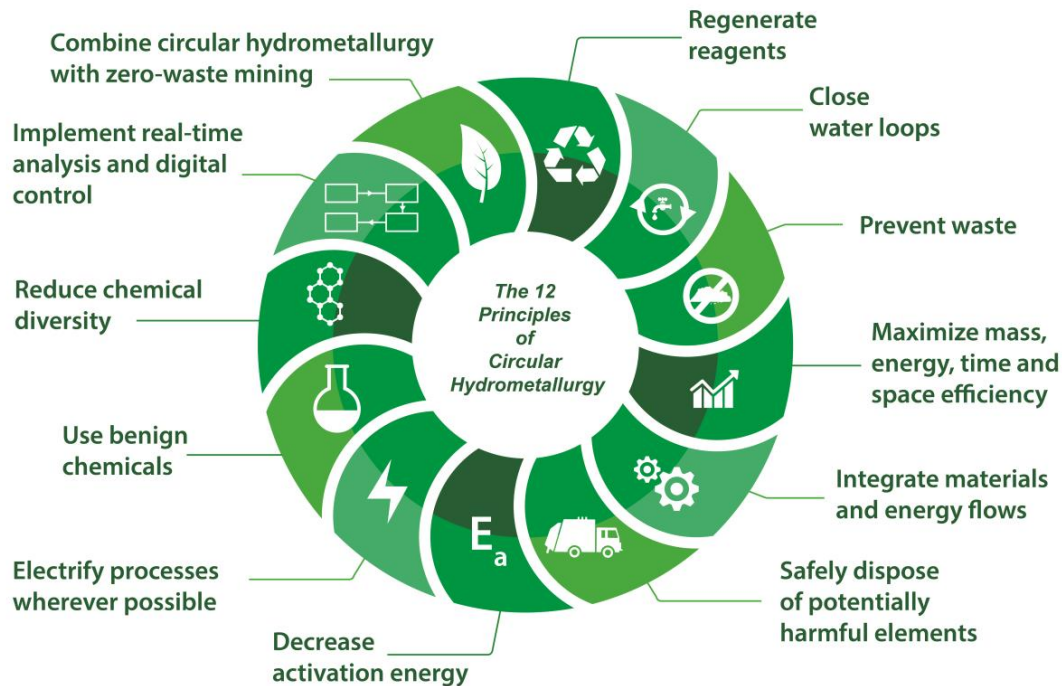 Combine circular hydrometallurgy
with zero-waste mining
Regenerate
reagents
Close
water loops
Prevent waste
Maximize mass,
energy, time and
space efficiency
Integrate materials
and energy flows
Safely dispose
of potentially
harmful elements
Decrease
activation energy
Electrify processes
wherever possible
Use benign
chemicals
Reduce chemical
diversity
Implement real-time
analysis and digital
control
The 12
Principles
of
Circular
Hydrometallurgy
Ea